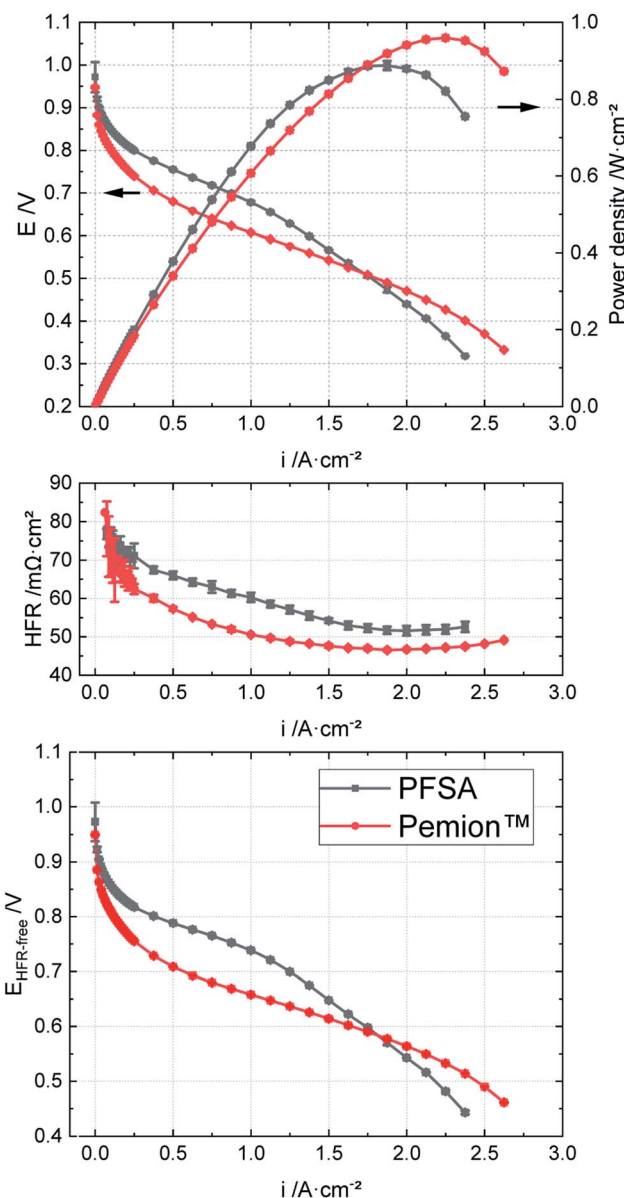 1.1
1.0
0.9
0.8
0.7
0.6
0.5
0.4
0.3
0.2
E /V
1.0
0.8
0.6
0.4
0.2
0.0
Power density /W·cm⁻²
0.0 0.5 1.0 1.5 2.0 2.5 3.0
i /A·cm⁻²
90
80
70
60
50
40
HFR /mΩ·cm²
0.0 0.5 1.0 1.5 2.0 2.5 3.0
i /A·cm⁻²
1.1
1.0
0.9
0.8
0.7
0.6
0.5
0.4
E_HFR-free /V
PFSA
Pemion™
0.0 0.5 1.0 1.5 2.0 2.5 3.0
i /A·cm⁻²